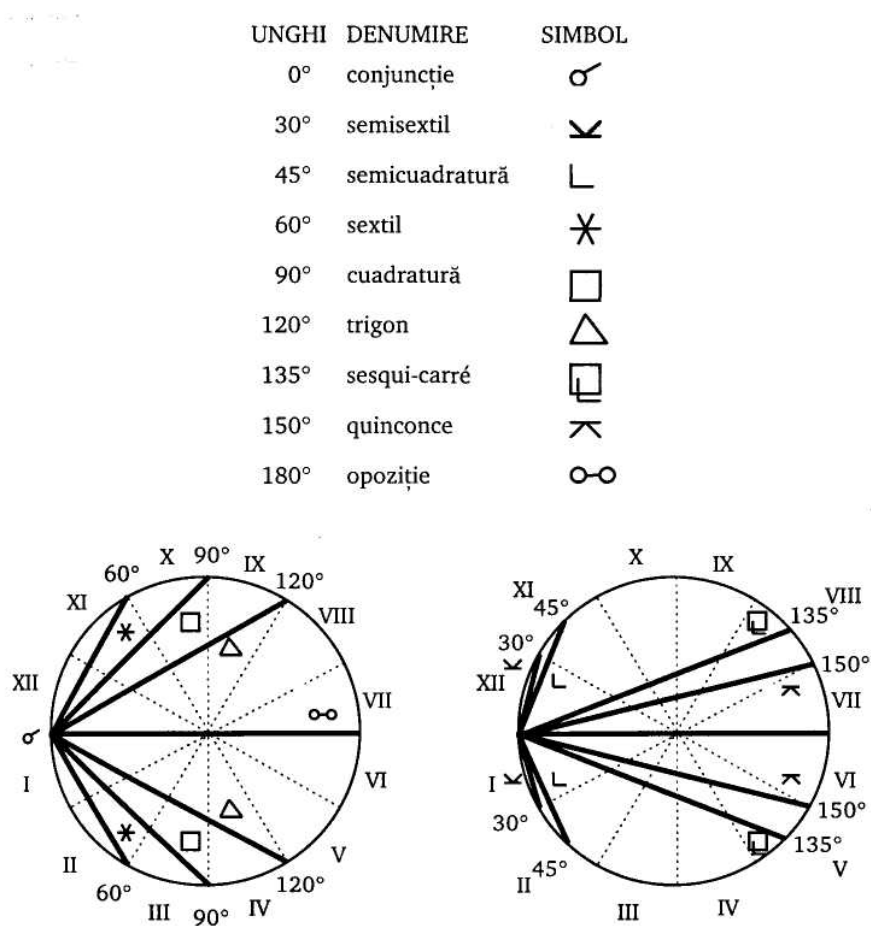 UNGHI DENUMIRE SIMBOL
0° conjuncție
30° semisextil
45° semicuadratură
60° sextil
90° cuadratură
120° trigon
135° sesqui-carré
150° quinconce
180° opoziție
X 90° IX
60° 120°
XI VIII
XII VII
I VI
II V
60° 120°
III 90° IV
X IX
XI 45° VIII
30° 135°
XII 150°
VII
I VI
30° 150°
45° 135°
II V
III IV